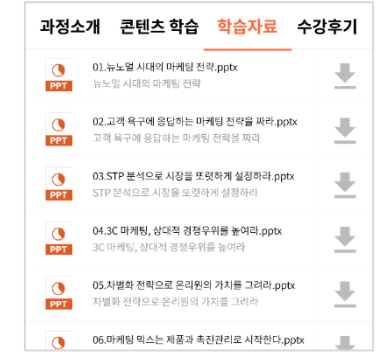 과정소개 콘텐츠 학습 학습자료 수강후기
01.뉴노멀 시대의 마케팅 전략.pptx
뉴노멀 시대의 마케팅 전략
PPT
02.고객 욕구에 응답하는 마케팅 전략을 짜라.pptx
고객 욕구에 응답하는 마케팅 전략을 짜라
PPT
03.STP 분석으로 시장을 또렷하게 설정하라.pptx
STP 분석으로 시장을 또렷하게 설정하라
PPT
04.3C 마케팅, 상대적 경쟁우위를 높여라.pptx
3C 마케팅, 상대적 경쟁우위를 높여라
PPT
05.차별화 전략으로 온리원의 가치를 그려라.pptx
차별화 전략으로 온리원의 가치를 그려라
PPT
06.마케팅 믹스는 제품과 촉진관리로 시작한다.pptx